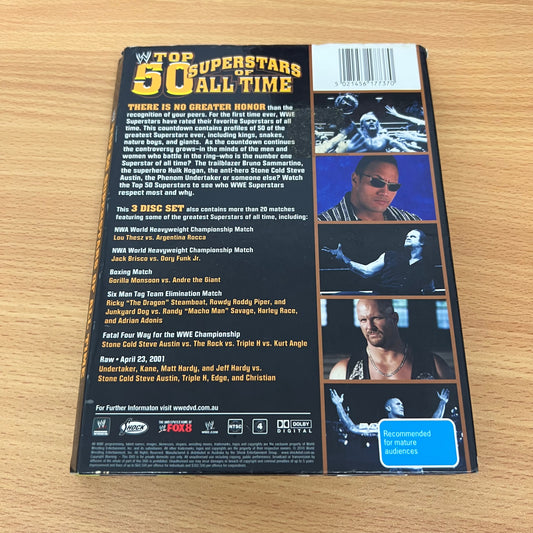 W TOP
50 SUPERSTARS
OF
ALL TIME
5 021456 177370
THERE IS NO GREATER HONOR than the
recognition of your peers. For the first time ever, WWE
Superstars have rated their favorite Superstars of all
time. This countdown contains profiles of 50 of the
greatest Superstars ever, including kings, snakes,
nature boys, and giants. As the countdown continues
the controversy grows–in the minds of the men and
women who battle in the ring–who is the number one
Superstar of all time? The trailblazer Bruno Sammartino,
the superhero Hulk Hogan, the anti-hero Stone Cold Steve
Austin, the Phenom Undertaker or someone else? Watch
the Top 50 Superstars to see who WWE Superstars
respect most and why.
This 3 DISC SET also contains more than 20 matches
featuring some of the greatest Superstars of all time, including:
NWA World Heavyweight Championship Match
Lou Thesz vs. Argentina Rocca
NWA World Heavyweight Championship Match
Jack Brisco vs. Dory Funk Jr.
Boxing Match
Gorilla Monsoon vs. Andre the Giant
Six Man Tag Team Elimination Match
Ricky "The Dragon" Steamboat, Rowdy Roddy Piper, and
Junkyard Dog vs. Randy "Macho Man" Savage, Harley Race,
and Adrian Adonis
Fatal Four Way for the WWE Championship
Stone Cold Steve Austin vs. The Rock vs. Triple H vs. Kurt Angle
Raw • April 23, 2001
Undertaker, Kane, Matt Hardy, and Jeff Hardy vs.
Stone Cold Steve Austin, Triple H, Edge, and Christian
For Further Informaton visit wwedvd.com.au
SHOCK
FOX8
NTSC
4
DOLBY
DIGITAL
Recommended
for mature
audiences